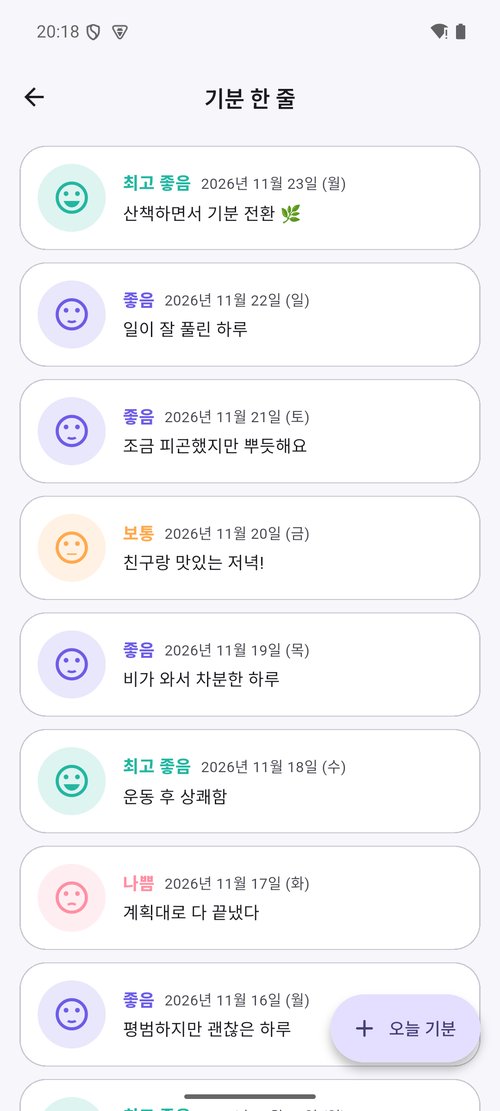 20:18
기분 한 줄
최고 좋음 2026년 11월 23일 (월)
산책하면서 기분 전환 🌿
좋음 2026년 11월 22일 (일)
일이 잘 풀린 하루
좋음 2026년 11월 21일 (토)
조금 피곤했지만 뿌듯해요
보통 2026년 11월 20일 (금)
친구랑 맛있는 저녁!
좋음 2026년 11월 19일 (목)
비가 와서 차분한 하루
최고 좋음 2026년 11월 18일 (수)
운동 후 상쾌함
나쁨 2026년 11월 17일 (화)
계획대로 다 끝냈다
좋음 2026년 11월 16일 (월)
평범하지만 괜찮은 하루
오늘 기분